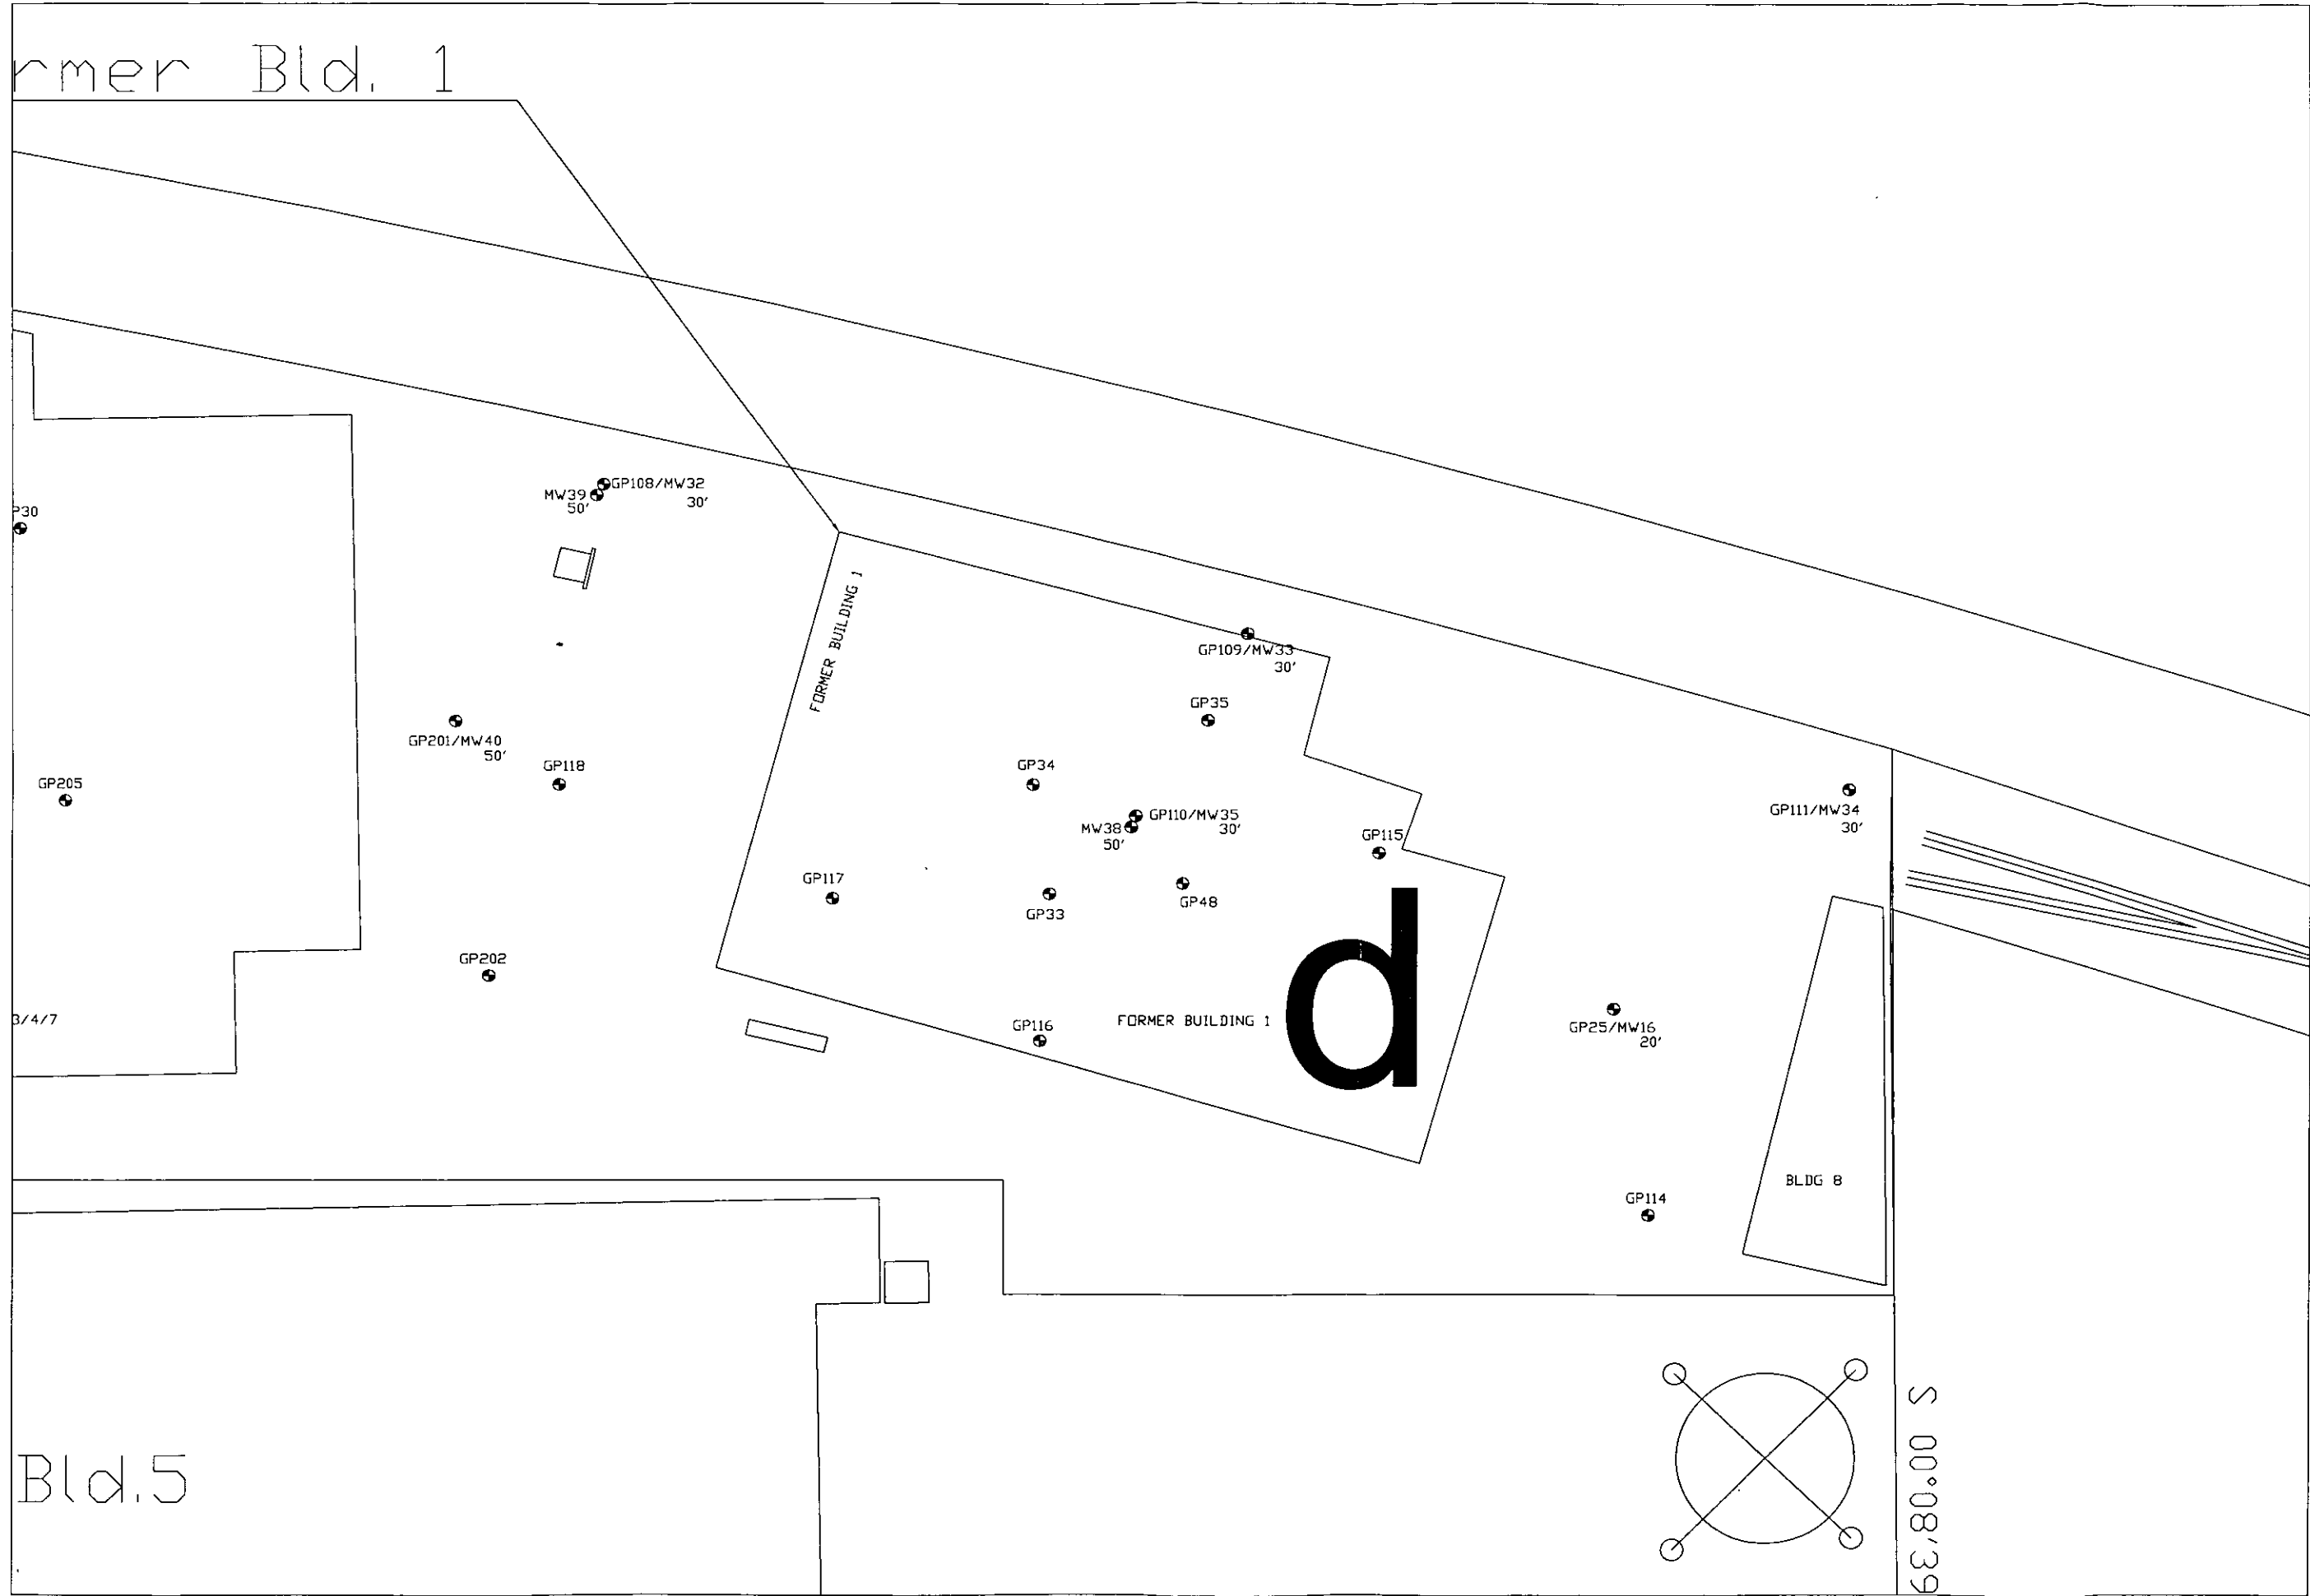 rmer Bld. 1
MW39
50'
GP108/MW32
30'
P30
FORMER BUILDING 1
GP109/MW33
30'
GP35
GP201/MW40
50'
GP118
GP34
GP205
GP110/MW35
30'
MW38
50'
GP111/MW34
30'
GP115
GP117
GP33
GP48
GP202
3/4/7
GP116
FORMER BUILDING 1
d
GP25/MW16
20'
BLDG 8
GP114
Bld.5
S 00°08'39